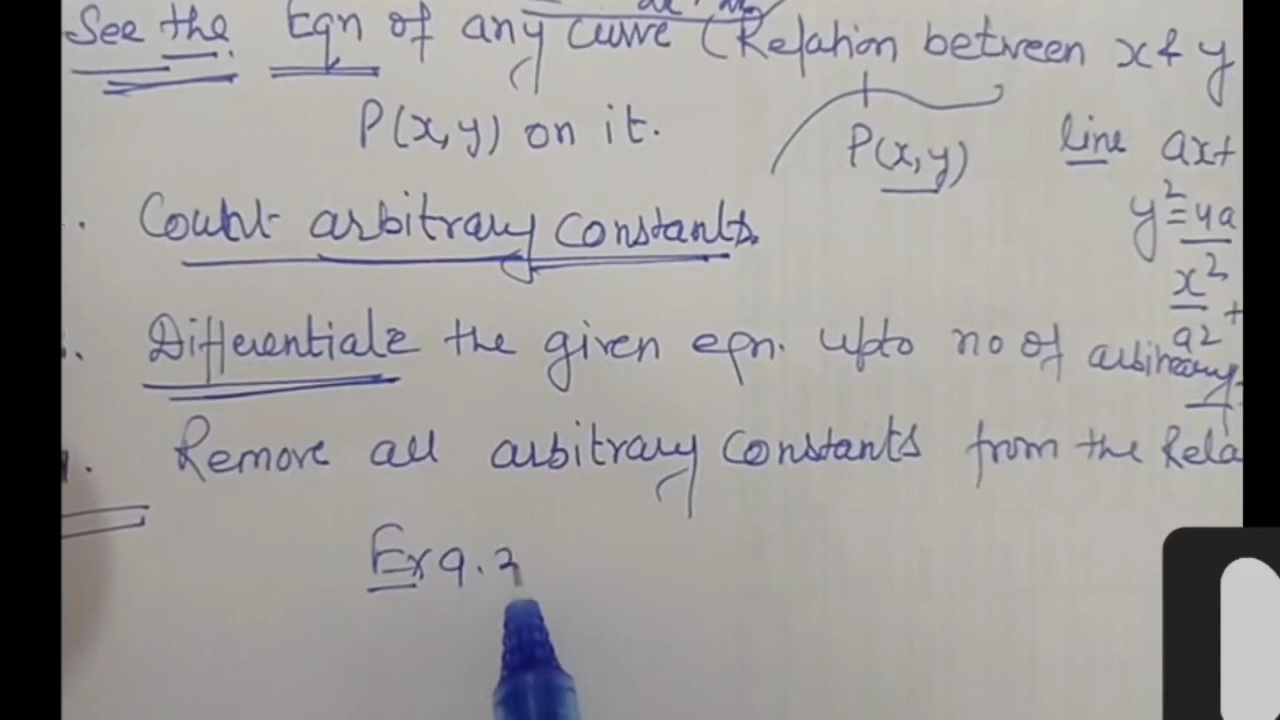 See the Eqn of any curve (Relation between x & y
P(x,y) on it.
P(x,y)
line ax+
y²=4a
x²/a2 +
. Count arbitrary constants.
. Differentiate the given eqn. upto no of arbitrary
. Remove all arbitrary constants from the Rela
Ex 9.3